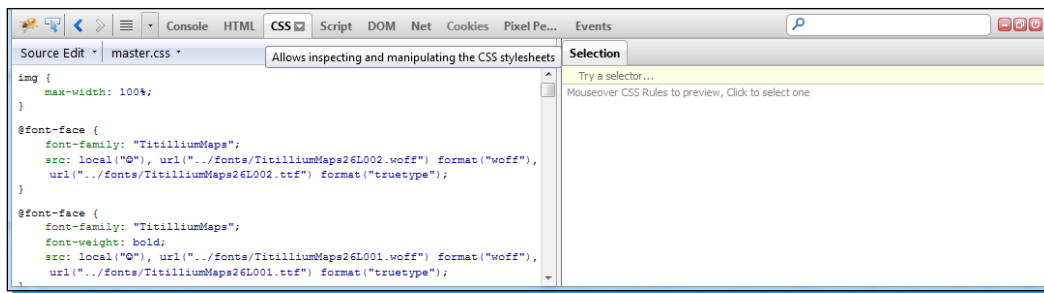 Console HTML CSS Script DOM Net Cookies Pixel Pe... Events
Source Edit master.css
Allows inspecting and manipulating the CSS stylesheets
Selection
img {
max-width: 100%;
}
@font-face {
font-family: "TitilliumMaps";
src: local("☺"), url("../fonts/TitilliumMaps26L002.woff") format("woff"),
url("../fonts/TitilliumMaps26L002.ttf") format("truetype");
}
@font-face {
font-family: "TitilliumMaps";
font-weight: bold;
src: local("☺"), url("../fonts/TitilliumMaps26L001.woff") format("woff"),
url("../fonts/TitilliumMaps26L001.ttf") format("truetype");
}
Try a selector...
Mouseover CSS Rules to preview, Click to select one